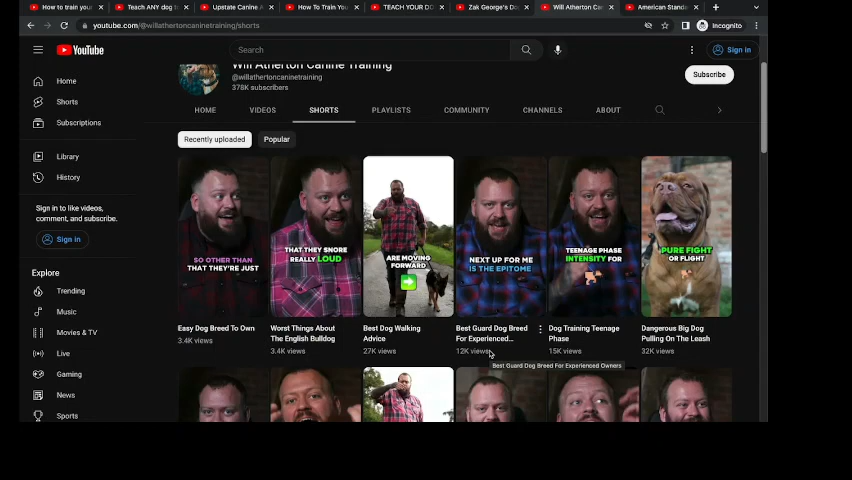 How to train your
Teach ANY dog to
Upstate Canine A
How To Train You
TEACH YOUR DO
Zak George's Do
Will Atherton Ca
American Standa
youtube.com/@willathertoncaninetraining/shorts
Incognito
YouTube
Search
Sign in
Will Atherton Canine Training
@willathertoncaninetraining
378K subscribers
Subscribe
HOME
VIDEOS
SHORTS
PLAYLISTS
COMMUNITY
CHANNELS
ABOUT
Home
Shorts
Subscriptions
Library
History
Sign in to like videos,
comment, and subscribe.
Sign in
Explore
Trending
Music
Movies & TV
Live
Gaming
News
Sports
Recently uploaded
Popular
SO OTHER THAN
THAT THEY'RE JUST
THAT THEY SNORE
REALLY LOUD
ARE MOVING
FORWARD
NEXT UP FOR ME
IS THE EPITOME
TEENAGE PHASE
INTENSITY FOR
PURE FIGHT
OR FLIGHT
Easy Dog Breed To Own
3.4K views
Worst Things About
The English Bulldog
3.4K views
Best Dog Walking
Advice
27K views
Best Guard Dog Breed
For Experienced...
12K views
Dog Training Teenage
Phase
15K views
Dangerous Big Dog
Pulling On The Leash
32K views
Best Guard Dog Breed For Experienced Owners